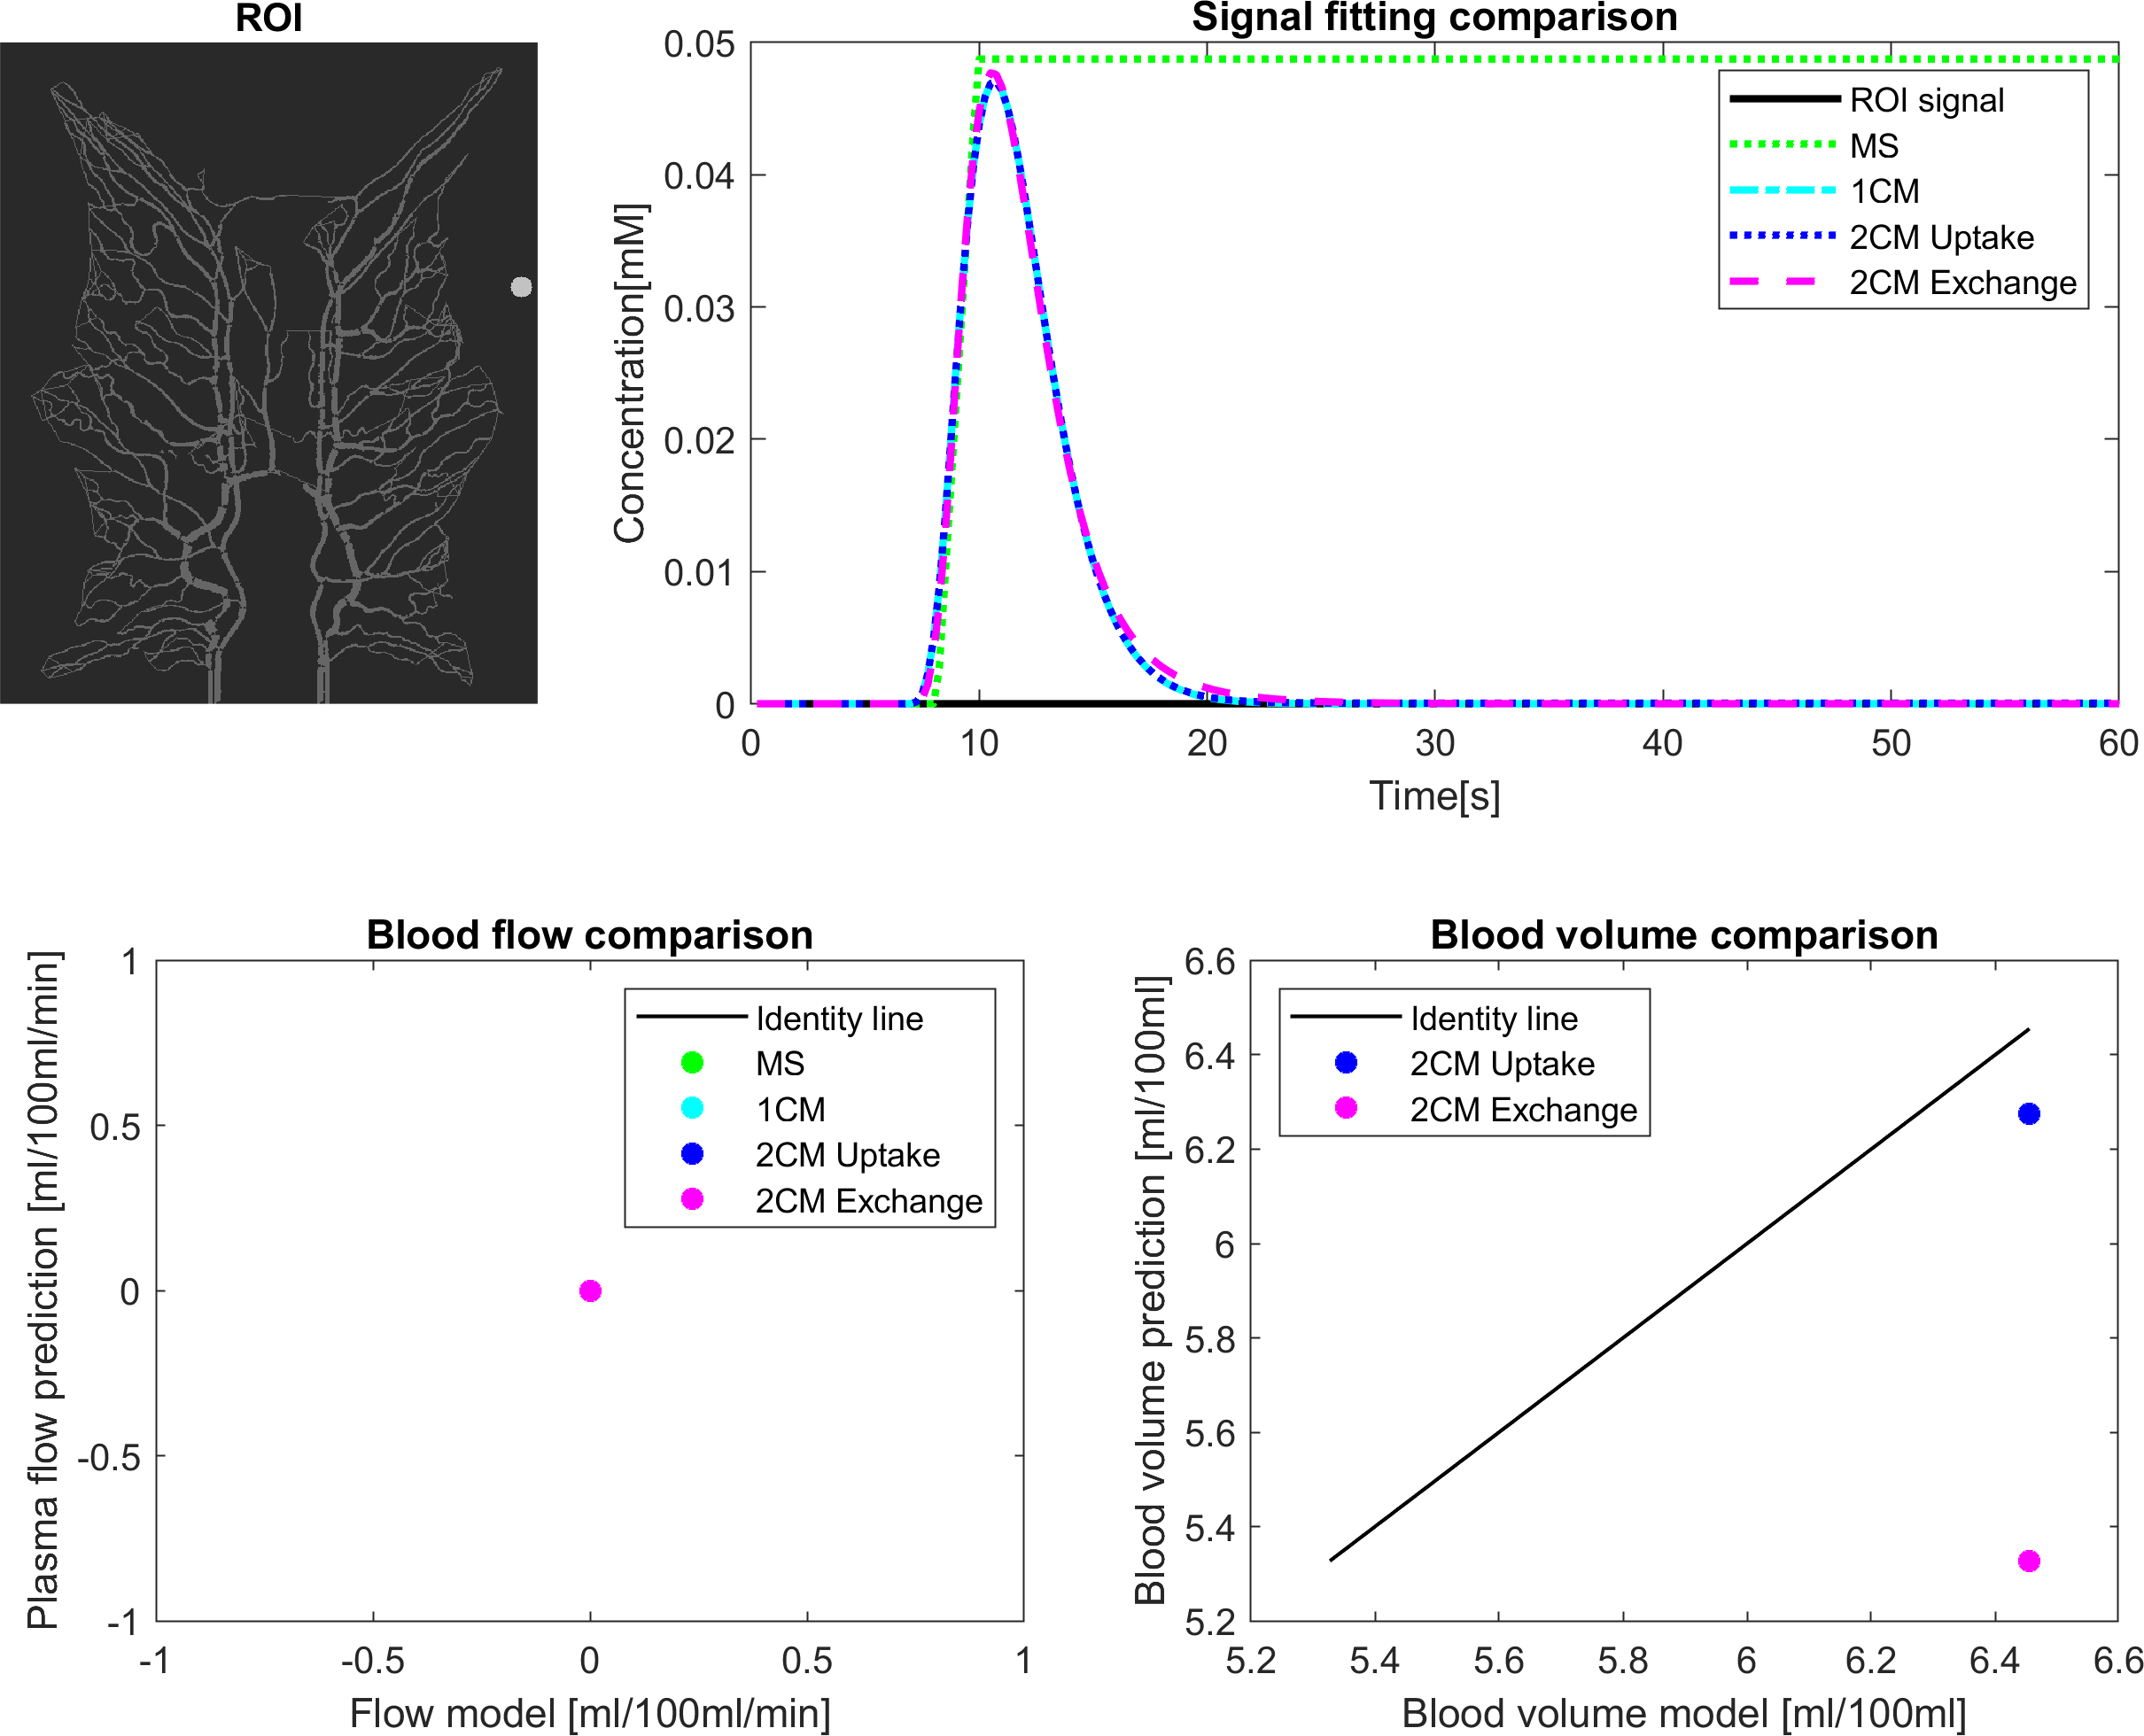 ROI
Signal fitting comparison
0.05
0.04
0.03
0.02
0.01
0
Concentration[mM]
ROI signal
MS
1CM
2CM Uptake
2CM Exchange
0 10 20 30 40 50 60
Time[s]
Blood flow comparison
1
0.5
0
-0.5
-1
Plasma flow prediction [ml/100ml/min]
Identity line
MS
1CM
2CM Uptake
2CM Exchange
-1 -0.5 0 0.5 1
Flow model [ml/100ml/min]
Blood volume comparison
6.6
6.4
6.2
6
5.8
5.6
5.4
5.2
Blood volume prediction [ml/100ml]
Identity line
2CM Uptake
2CM Exchange
5.2 5.4 5.6 5.8 6 6.2 6.4 6.6
Blood volume model [ml/100ml]